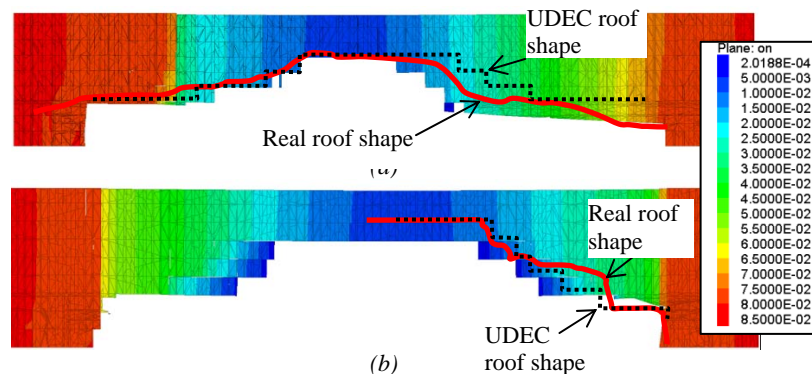 UDEC roof
shape
Real roof shape
(a)
Plane: on
2.0188E-04
5.0000E-03
1.0000E-02
1.5000E-02
2.0000E-02
2.5000E-02
3.0000E-02
3.5000E-02
4.0000E-02
4.5000E-02
5.0000E-02
5.5000E-02
6.0000E-02
6.5000E-02
7.0000E-02
7.5000E-02
8.0000E-02
8.5000E-02
Real roof
shape
UDEC
roof shape
(b)